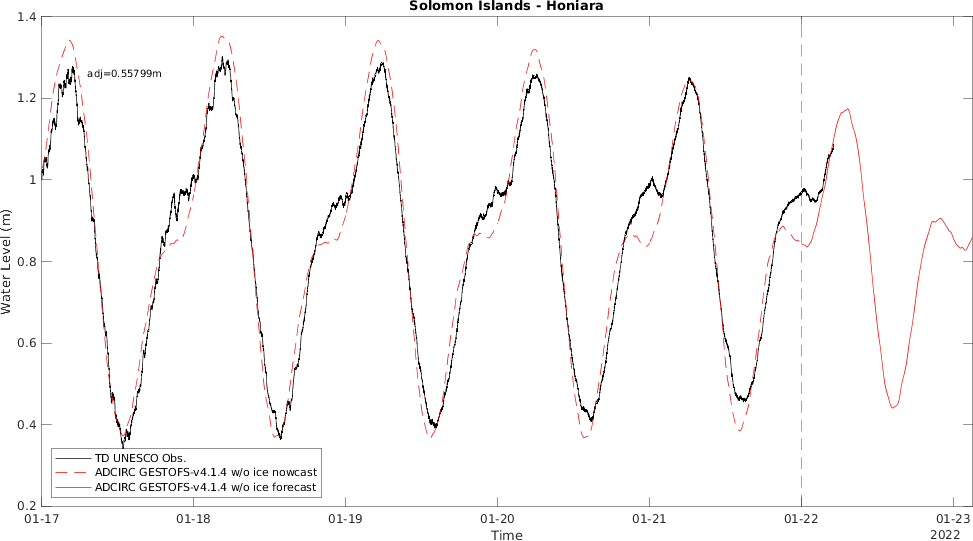 Solomon Islands - Honiara
1.4
1.2
1
0.8
0.6
0.4
0.2
Water Level (m)
adj=0.55799m
TD UNESCO Obs.
ADCIRC GESTOFS-v4.1.4 w/o ice nowcast
ADCIRC GESTOFS-v4.1.4 w/o ice forecast
01-17 01-18 01-19 01-20 01-21 01-22 01-23
Time
2022